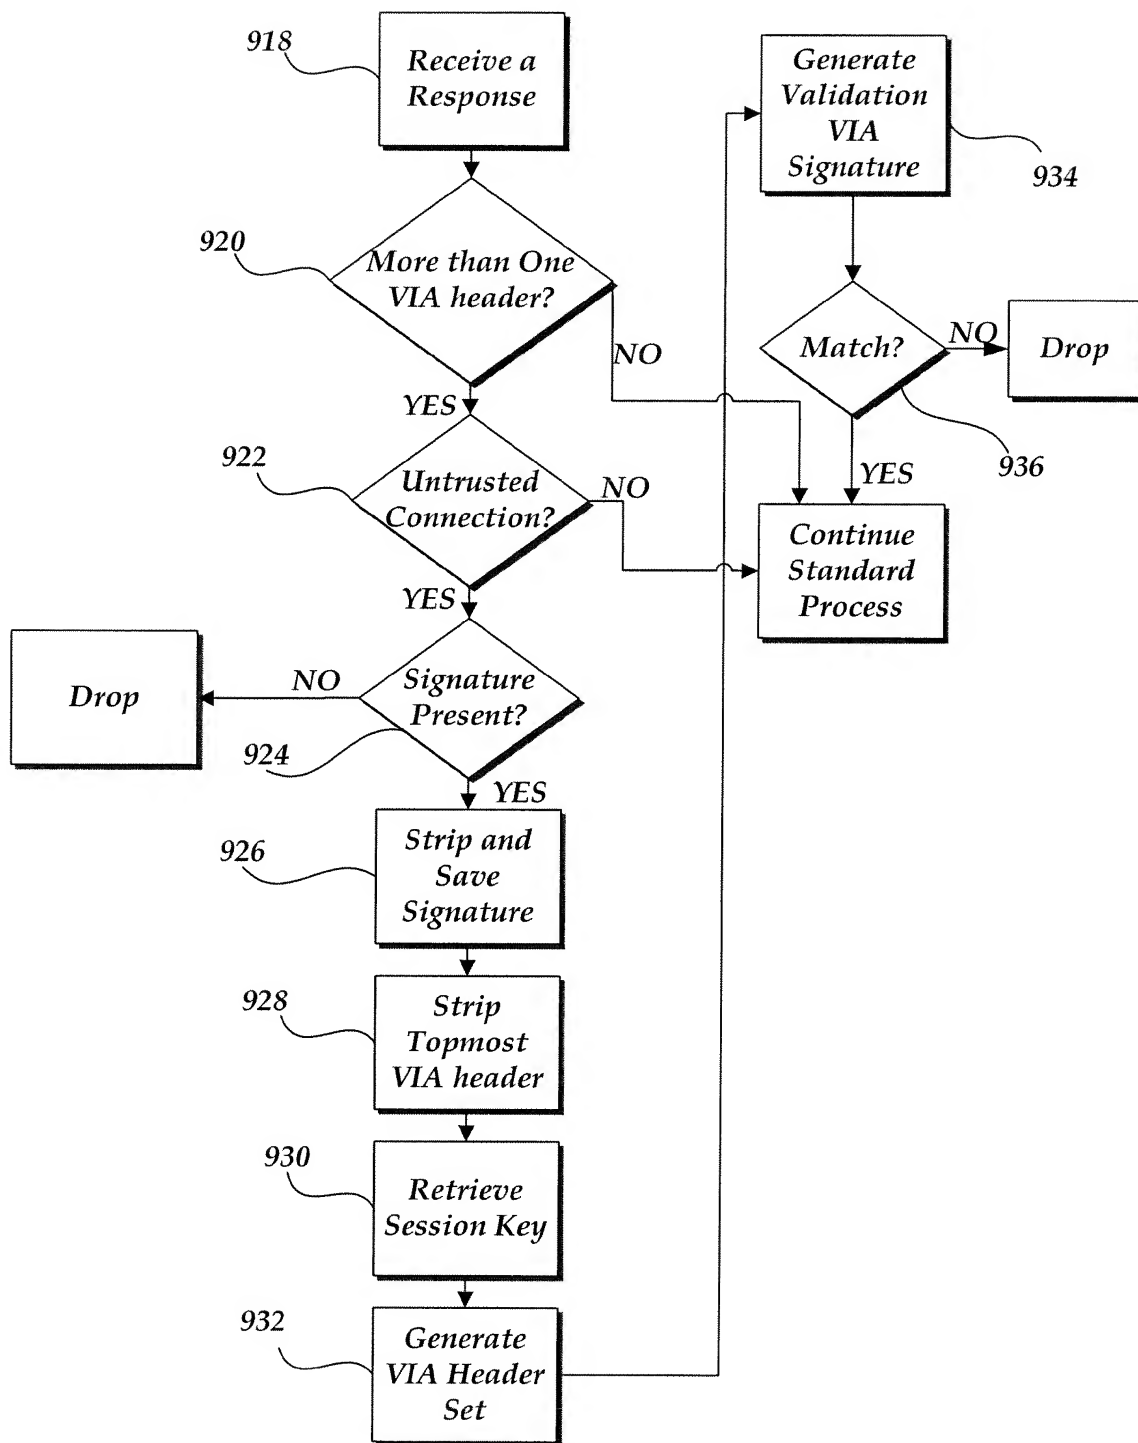 918
Receive a
Response
920
More than One
VIA header?
NO
YES
922
Untrusted
Connection?
NO
YES
Drop
NO
Signature
Present?
924
YES
926
Strip and
Save
Signature
928
Strip
Topmost
VIA header
930
Retrieve
Session Key
932
Generate
VIA Header
Set
Generate
Validation
VIA
Signature
934
Match?
NO
Drop
936
YES
Continue
Standard
Process